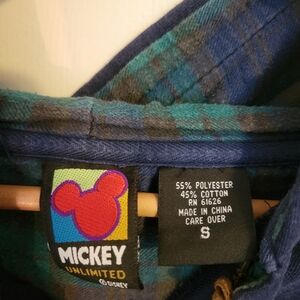 MICKEY
UNLIMITED
© DISNEY
55% POLYESTER
45% COTTON
RN 61626
MADE IN CHINA
CARE OVER
S